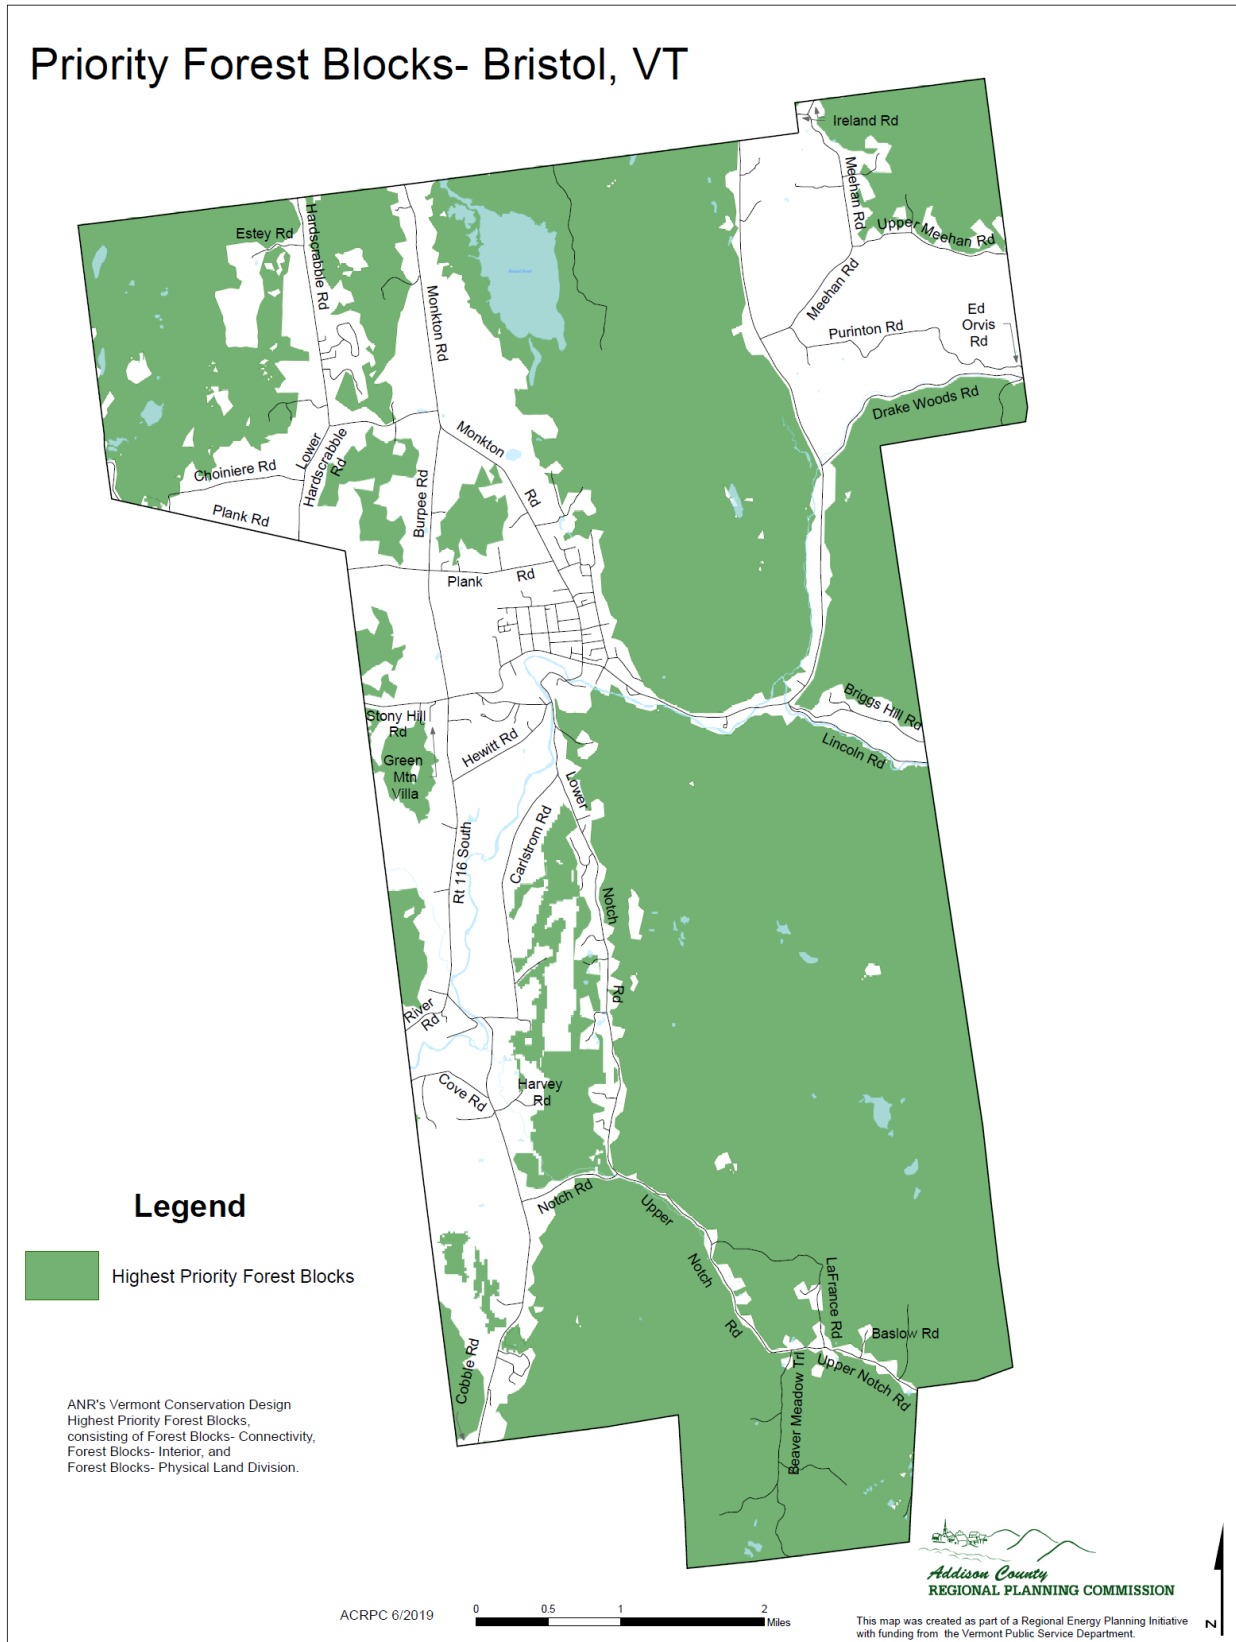 Priority Forest Blocks- Bristol, VT
Ireland Rd
Meehan Rd
Upper Meehan Rd
Estey Rd
Hardscrabble Rd
Meehan Rd
Monkton Rd
Ed
Orvis
Rd
Purinton Rd
Drake Woods Rd
Monkton
Rd
Lower
Hardscrabble
Rd
Choiniere Rd
Burpee Rd
Plank Rd
Plank
Rd
Briggs Hill Rd
Stony Hill
Rd
Lincoln Rd
Hewitt Rd
Green
Mtn
Villa
Lower
Carlstrom Rd
Rt 116 South
Notch
Rd
River
Rd
Cove Rd
Harvey
Rd
Notch Rd
Upper
Notch
Rd
LaFrance Rd
Baslow Rd
Upper Notch Rd
Cobble Rd
Beaver Meadow Trl
Legend
Highest Priority Forest Blocks
ANR's Vermont Conservation Design
Highest Priority Forest Blocks,
consisting of Forest Blocks- Connectivity,
Forest Blocks- Interior, and
Forest Blocks- Physical Land Division.
Addison County
REGIONAL PLANNING COMMISSION
ACRPC 6/2019
0 0.5 1 2
Miles
This map was created as part of a Regional Energy Planning Initiative
with funding from the Vermont Public Service Department.
N